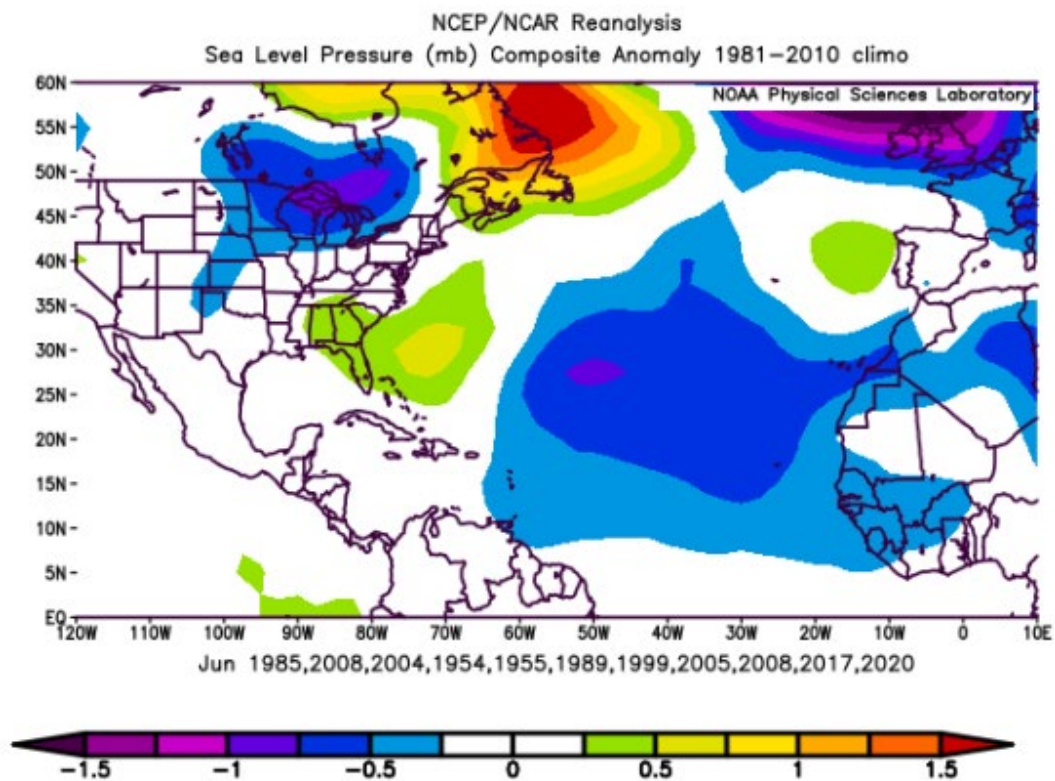 NCEP/NCAR Reanalysis
Sea Level Pressure (mb) Composite Anomaly 1981-2010 climo
NOAA Physical Sciences Laboratory
60N
55N
50N
45N
40N
35N
30N
25N
20N
15N
10N
5N
EQ
120W 110W 100W 90W 80W 70W 60W 50W 40W 30W 20W 10W 0 10E
Jun 1985,2008,2004,1954,1955,1989,1999,2005,2008,2017,2020
-1.5 -1 -0.5 0 0.5 1 1.5